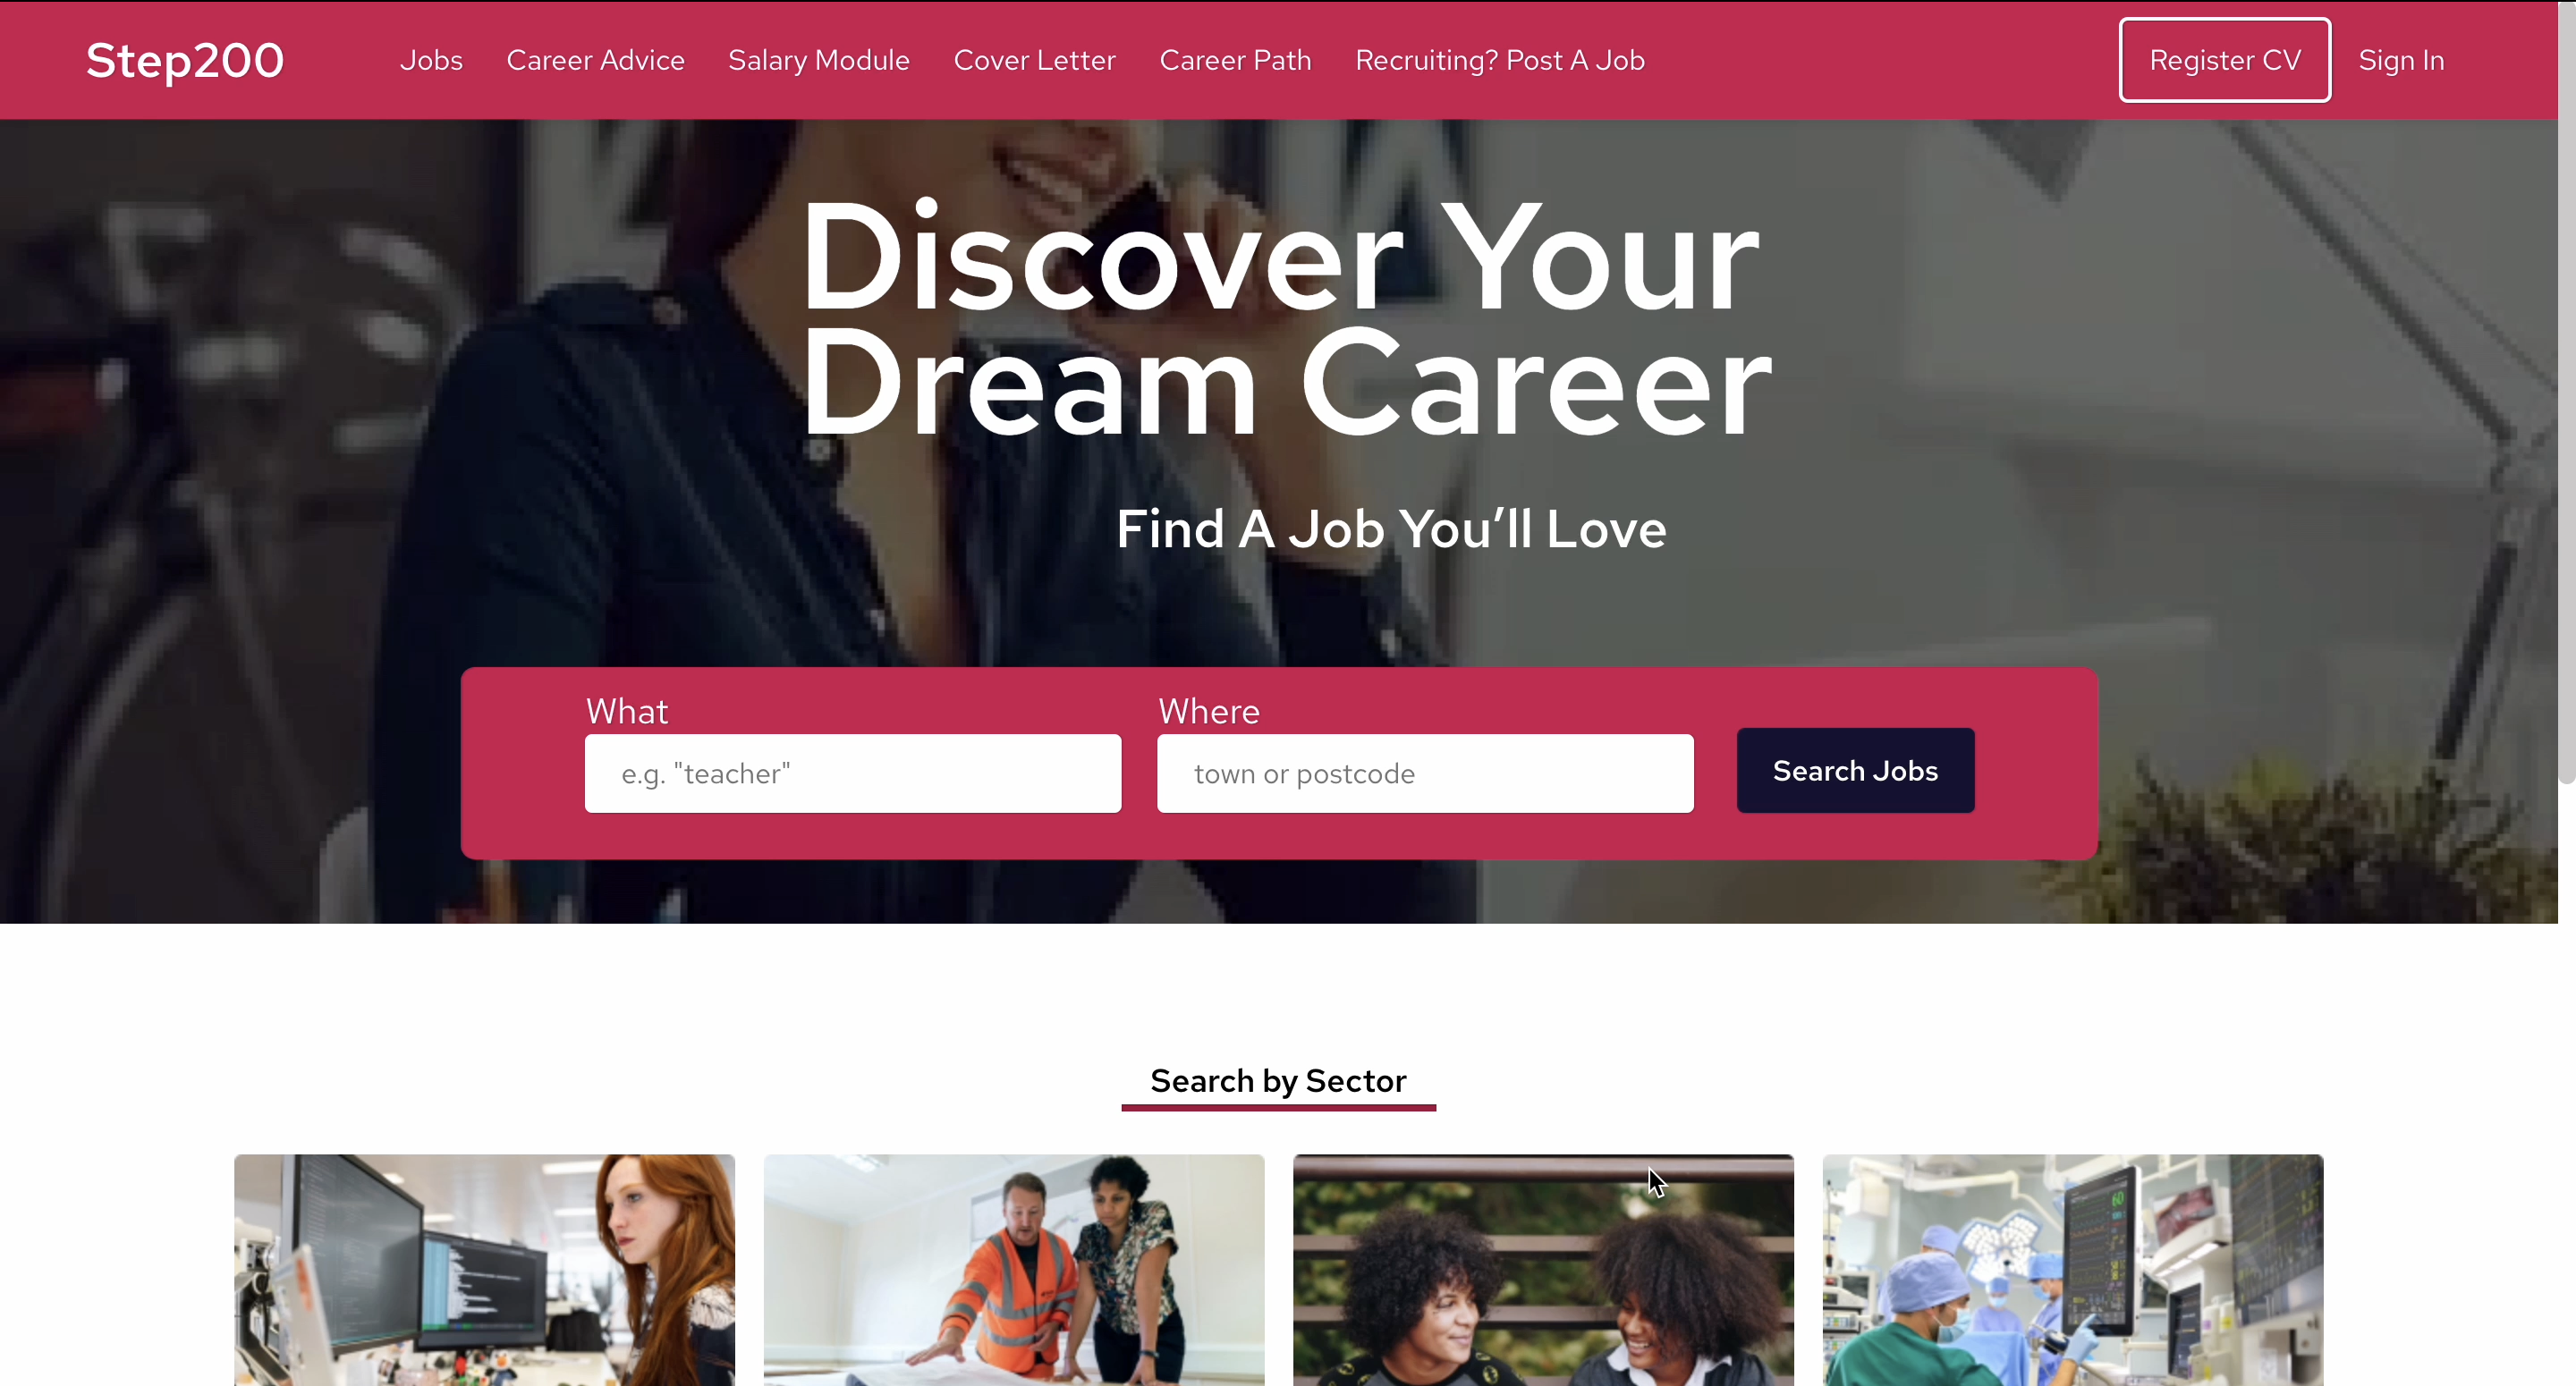 Step200
Jobs Career Advice Salary Module Cover Letter Career Path Recruiting? Post A Job Register CV Sign In
Discover Your
Dream Career
Find A Job You’ll Love
What Where
e.g. "teacher" town or postcode Search Jobs
Search by Sector
60